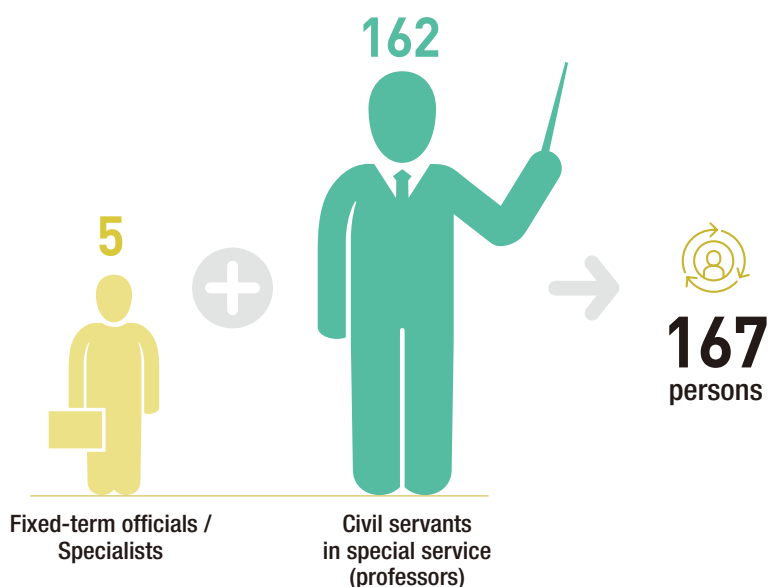 162
5
167
persons
Fixed-term officials /
Specialists
Civil servants
in special service
(professors)